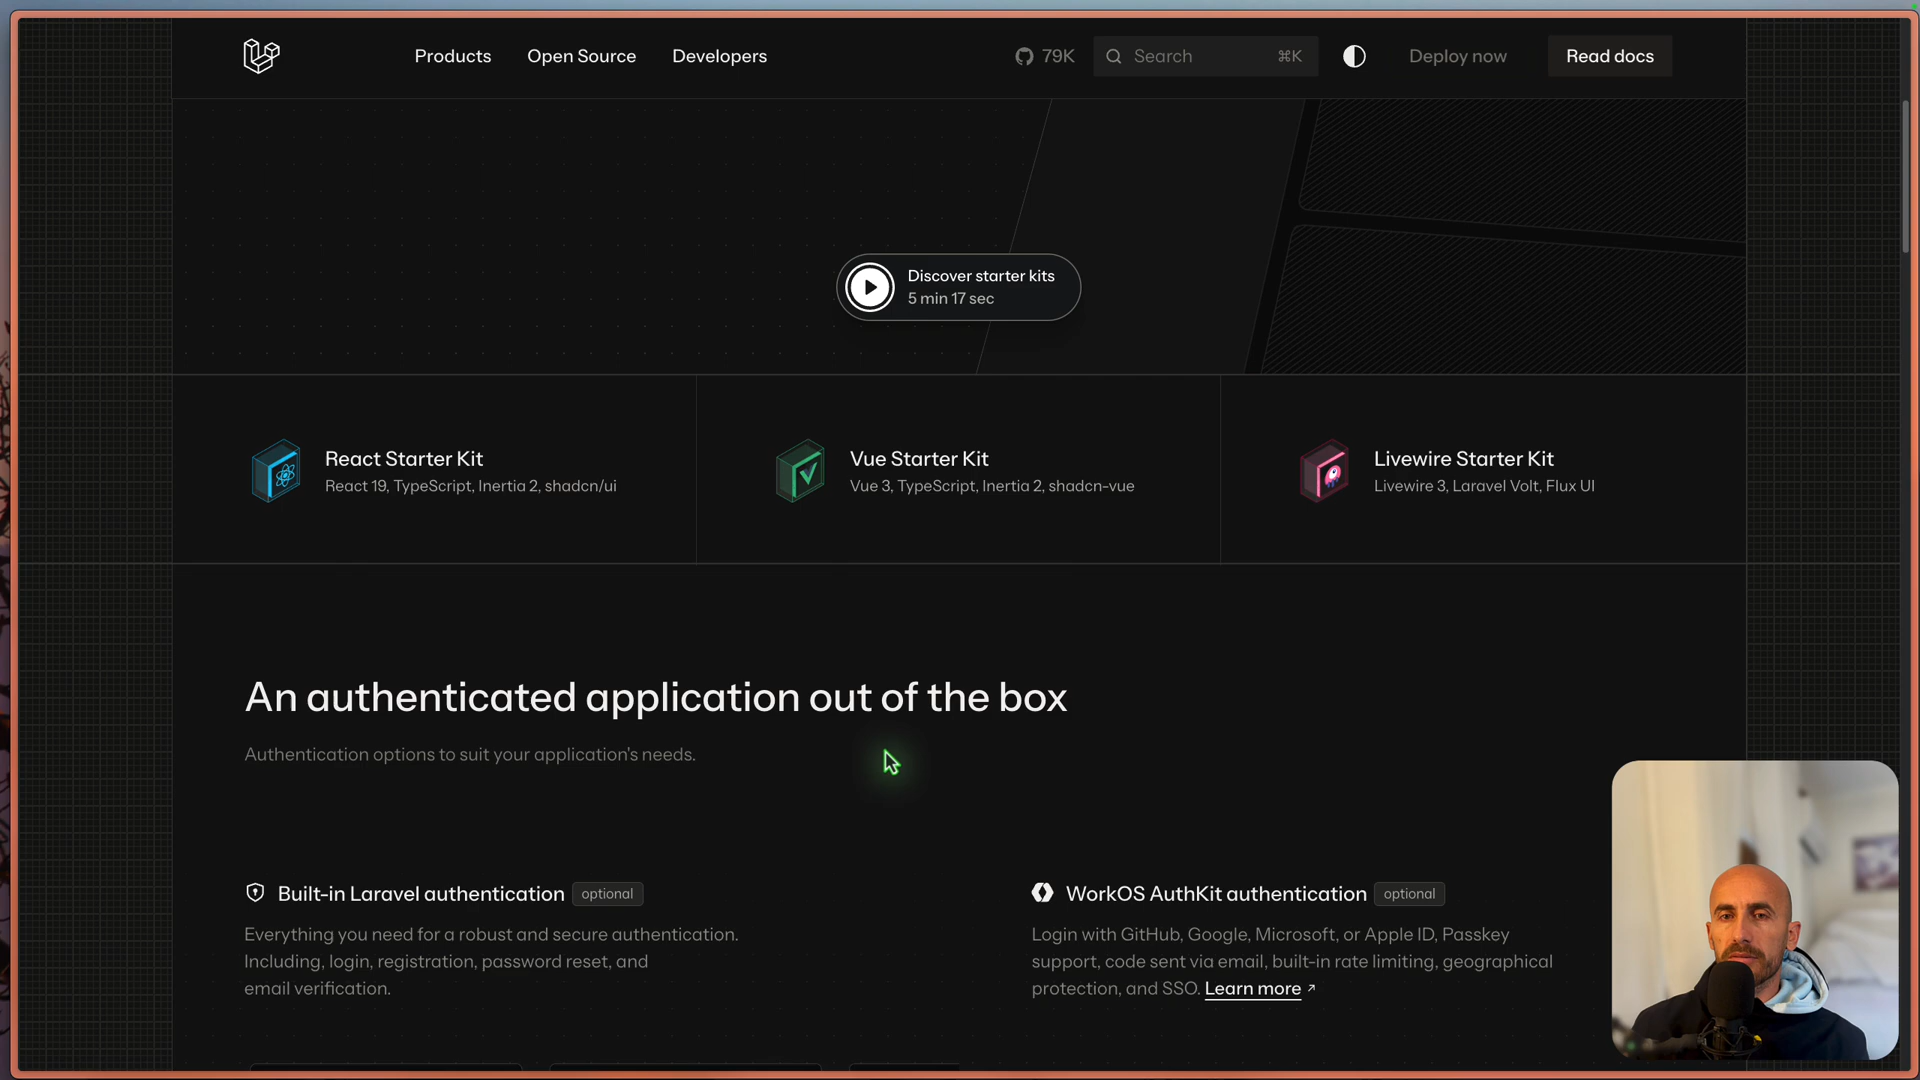 Products Open Source Developers 79K Search ⌘K Deploy now Read docs
Discover starter kits
5 min 17 sec
React Starter Kit
React 19, TypeScript, Inertia 2, shadcn/ui
Vue Starter Kit
Vue 3, TypeScript, Inertia 2, shadcn-vue
Livewire Starter Kit
Livewire 3, Laravel Volt, Flux UI
An authenticated application out of the box
Authentication options to suit your application's needs.
Built-in Laravel authentication optional
Everything you need for a robust and secure authentication.
Including, login, registration, password reset, and
email verification.
WorkOS AuthKit authentication optional
Login with GitHub, Google, Microsoft, or Apple ID, Passkey
support, code sent via email, built-in rate limiting, geographical
protection, and SSO. Learn more ↗